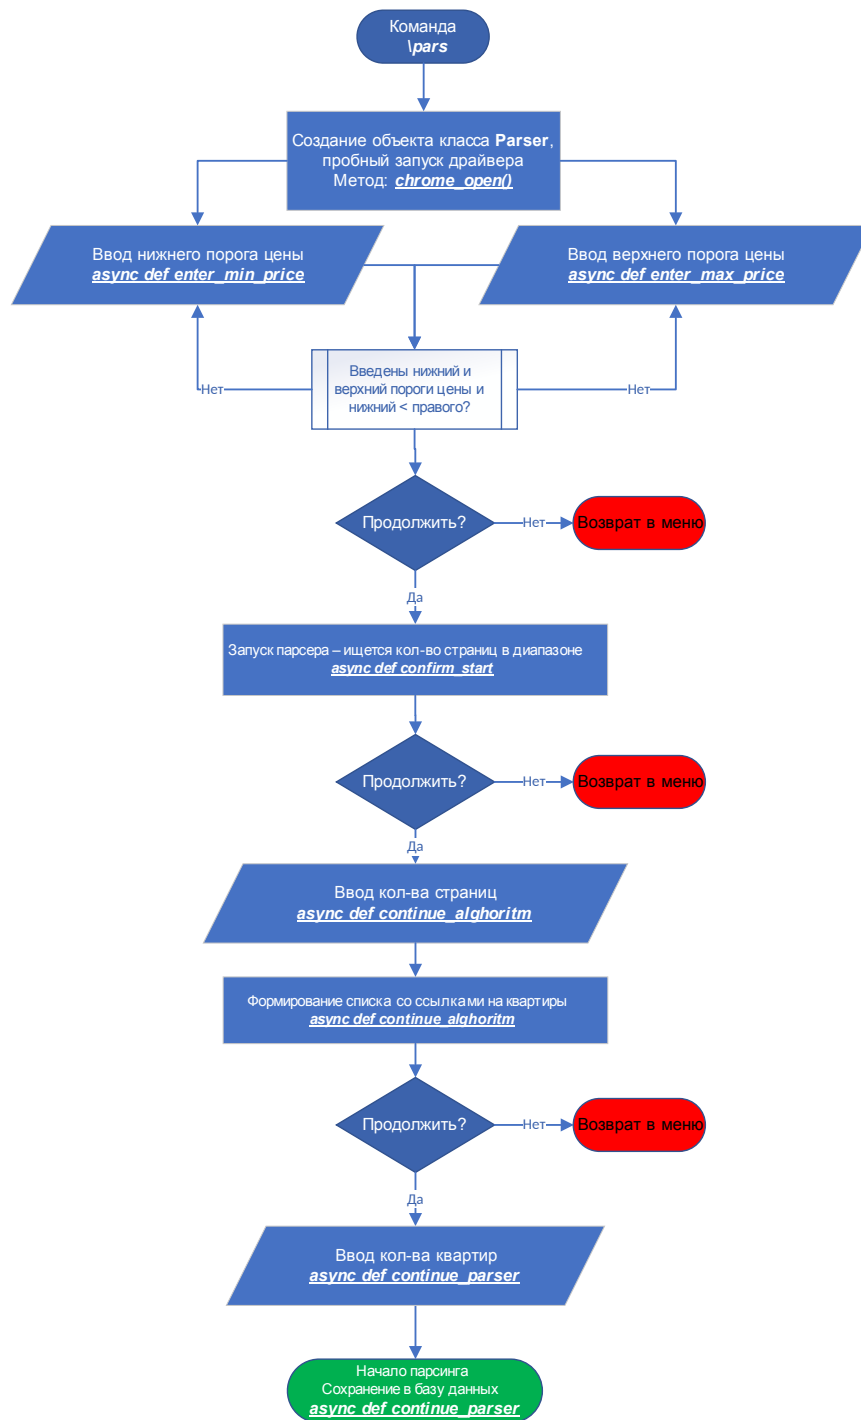 Команда
\pars
Создание объекта класса Parser,
пробный запуск драйвера
Метод: chrome_open()
Ввод нижнего порога цены
async def enter_min_price
Ввод верхнего порога цены
async def enter_max_price
Введены нижний и
верхний пороги цены и
нижний < правого?
Нет
Нет
Продолжить?
Нет
Возврат в меню
Да
Запуск парсера – ищется кол-во страниц в диапазоне
async def confirm_start
Продолжить?
Нет
Возврат в меню
Да
Ввод кол-ва страниц
async def continue_alghoritm
Формирование списка со ссылками на квартиры
async def continue_alghoritm
Продолжить?
Нет
Возврат в меню
Да
Ввод кол-ва квартир
async def continue_parser
Начало парсинга
Сохранение в базу данных
async def continue_parser